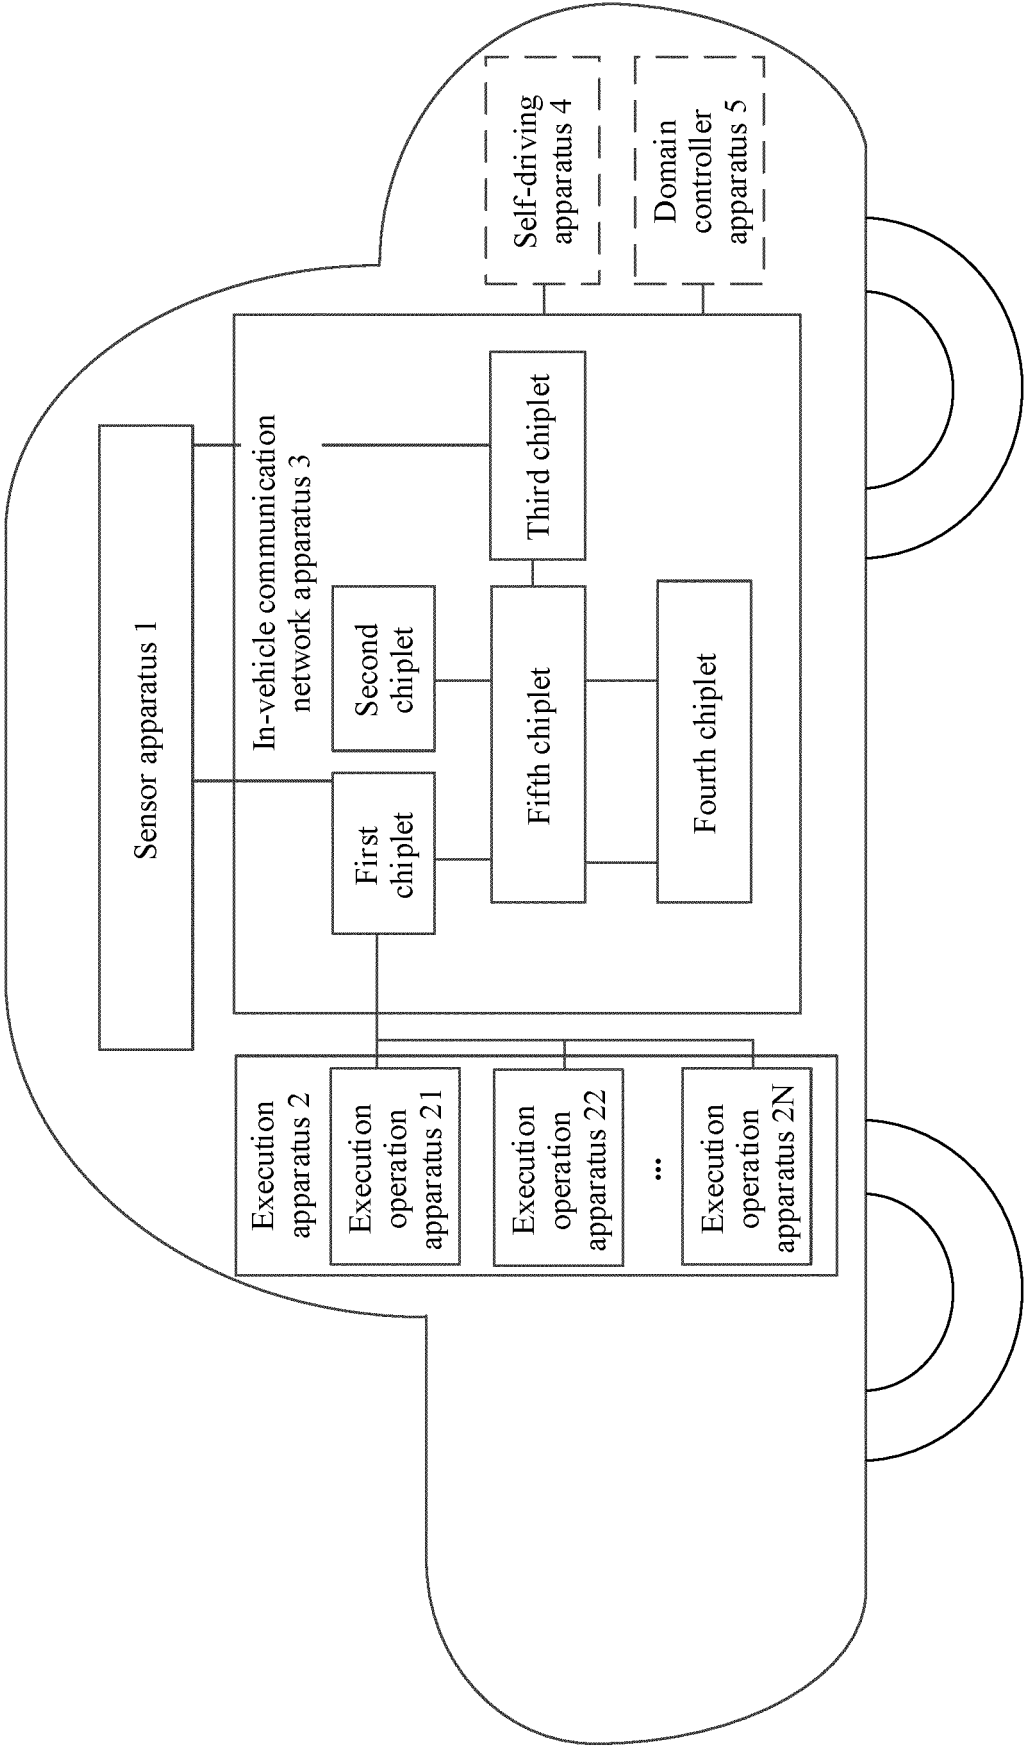 Sensor apparatus 1
Execution
apparatus 2
Execution
operation
apparatus 21
Execution
operation
apparatus 22
...
Execution
operation
apparatus 2N
In-vehicle communication
network apparatus 3
First
chiplet
Second
chiplet
Fifth chiplet
Third chiplet
Fourth chiplet
Self-driving
apparatus 4
Domain
controller
apparatus 5